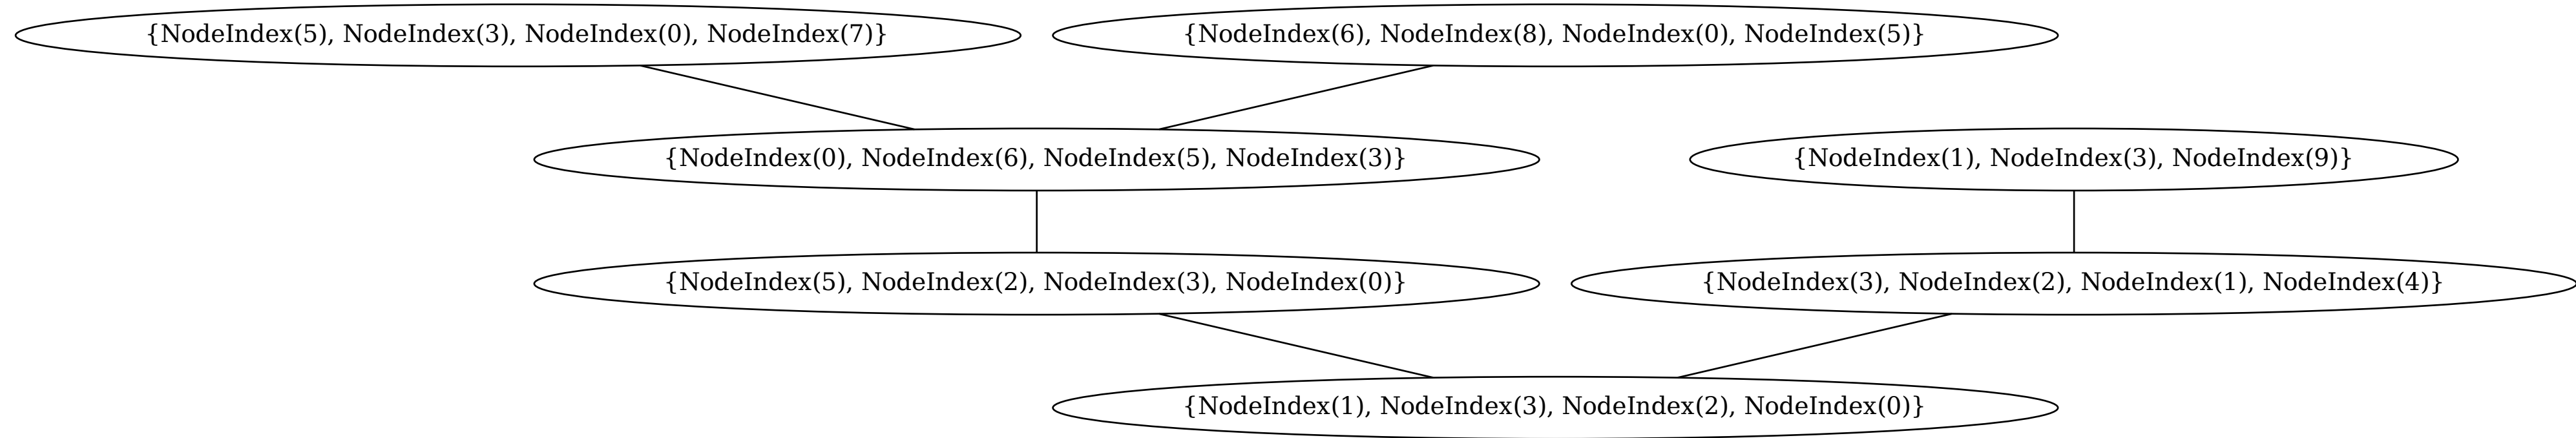 {NodeIndex(5), NodeIndex(3), NodeIndex(0), NodeIndex(7)}
{NodeIndex(6), NodeIndex(8), NodeIndex(0), NodeIndex(5)}
{NodeIndex(0), NodeIndex(6), NodeIndex(5), NodeIndex(3)}
{NodeIndex(1), NodeIndex(3), NodeIndex(9)}
{NodeIndex(5), NodeIndex(2), NodeIndex(3), NodeIndex(0)}
{NodeIndex(3), NodeIndex(2), NodeIndex(1), NodeIndex(4)}
{NodeIndex(1), NodeIndex(3), NodeIndex(2), NodeIndex(0)}